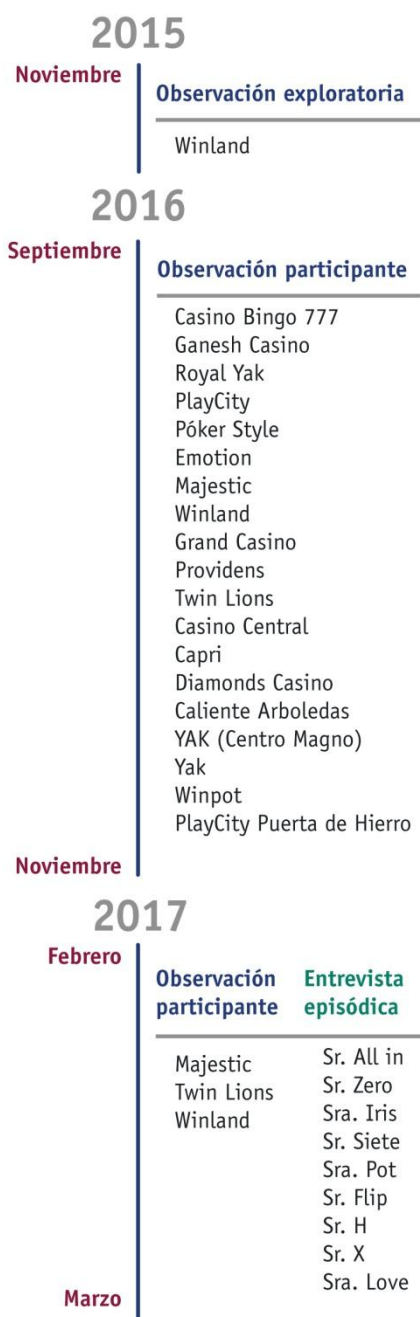 2015
Noviembre
Observación exploratoria
Winland
2016
Septiembre
Observación participante
Casino Bingo 777
Ganesh Casino
Royal Yak
PlayCity
Póker Style
Emotion
Majestic
Winland
Grand Casino
Providens
Twin Lions
Casino Central
Capri
Diamonds Casino
Caliente Arboledas
YAK (Centro Magno)
Yak
Winpot
PlayCity Puerta de Hierro
Noviembre
2017
Febrero
Observación
participante
Majestic
Twin Lions
Winland
Entrevista
episódica
Sr. All in
Sr. Zero
Sra. Iris
Sr. Siete
Sra. Pot
Sr. Flip
Sr. H
Sr. X
Sra. Love
Marzo